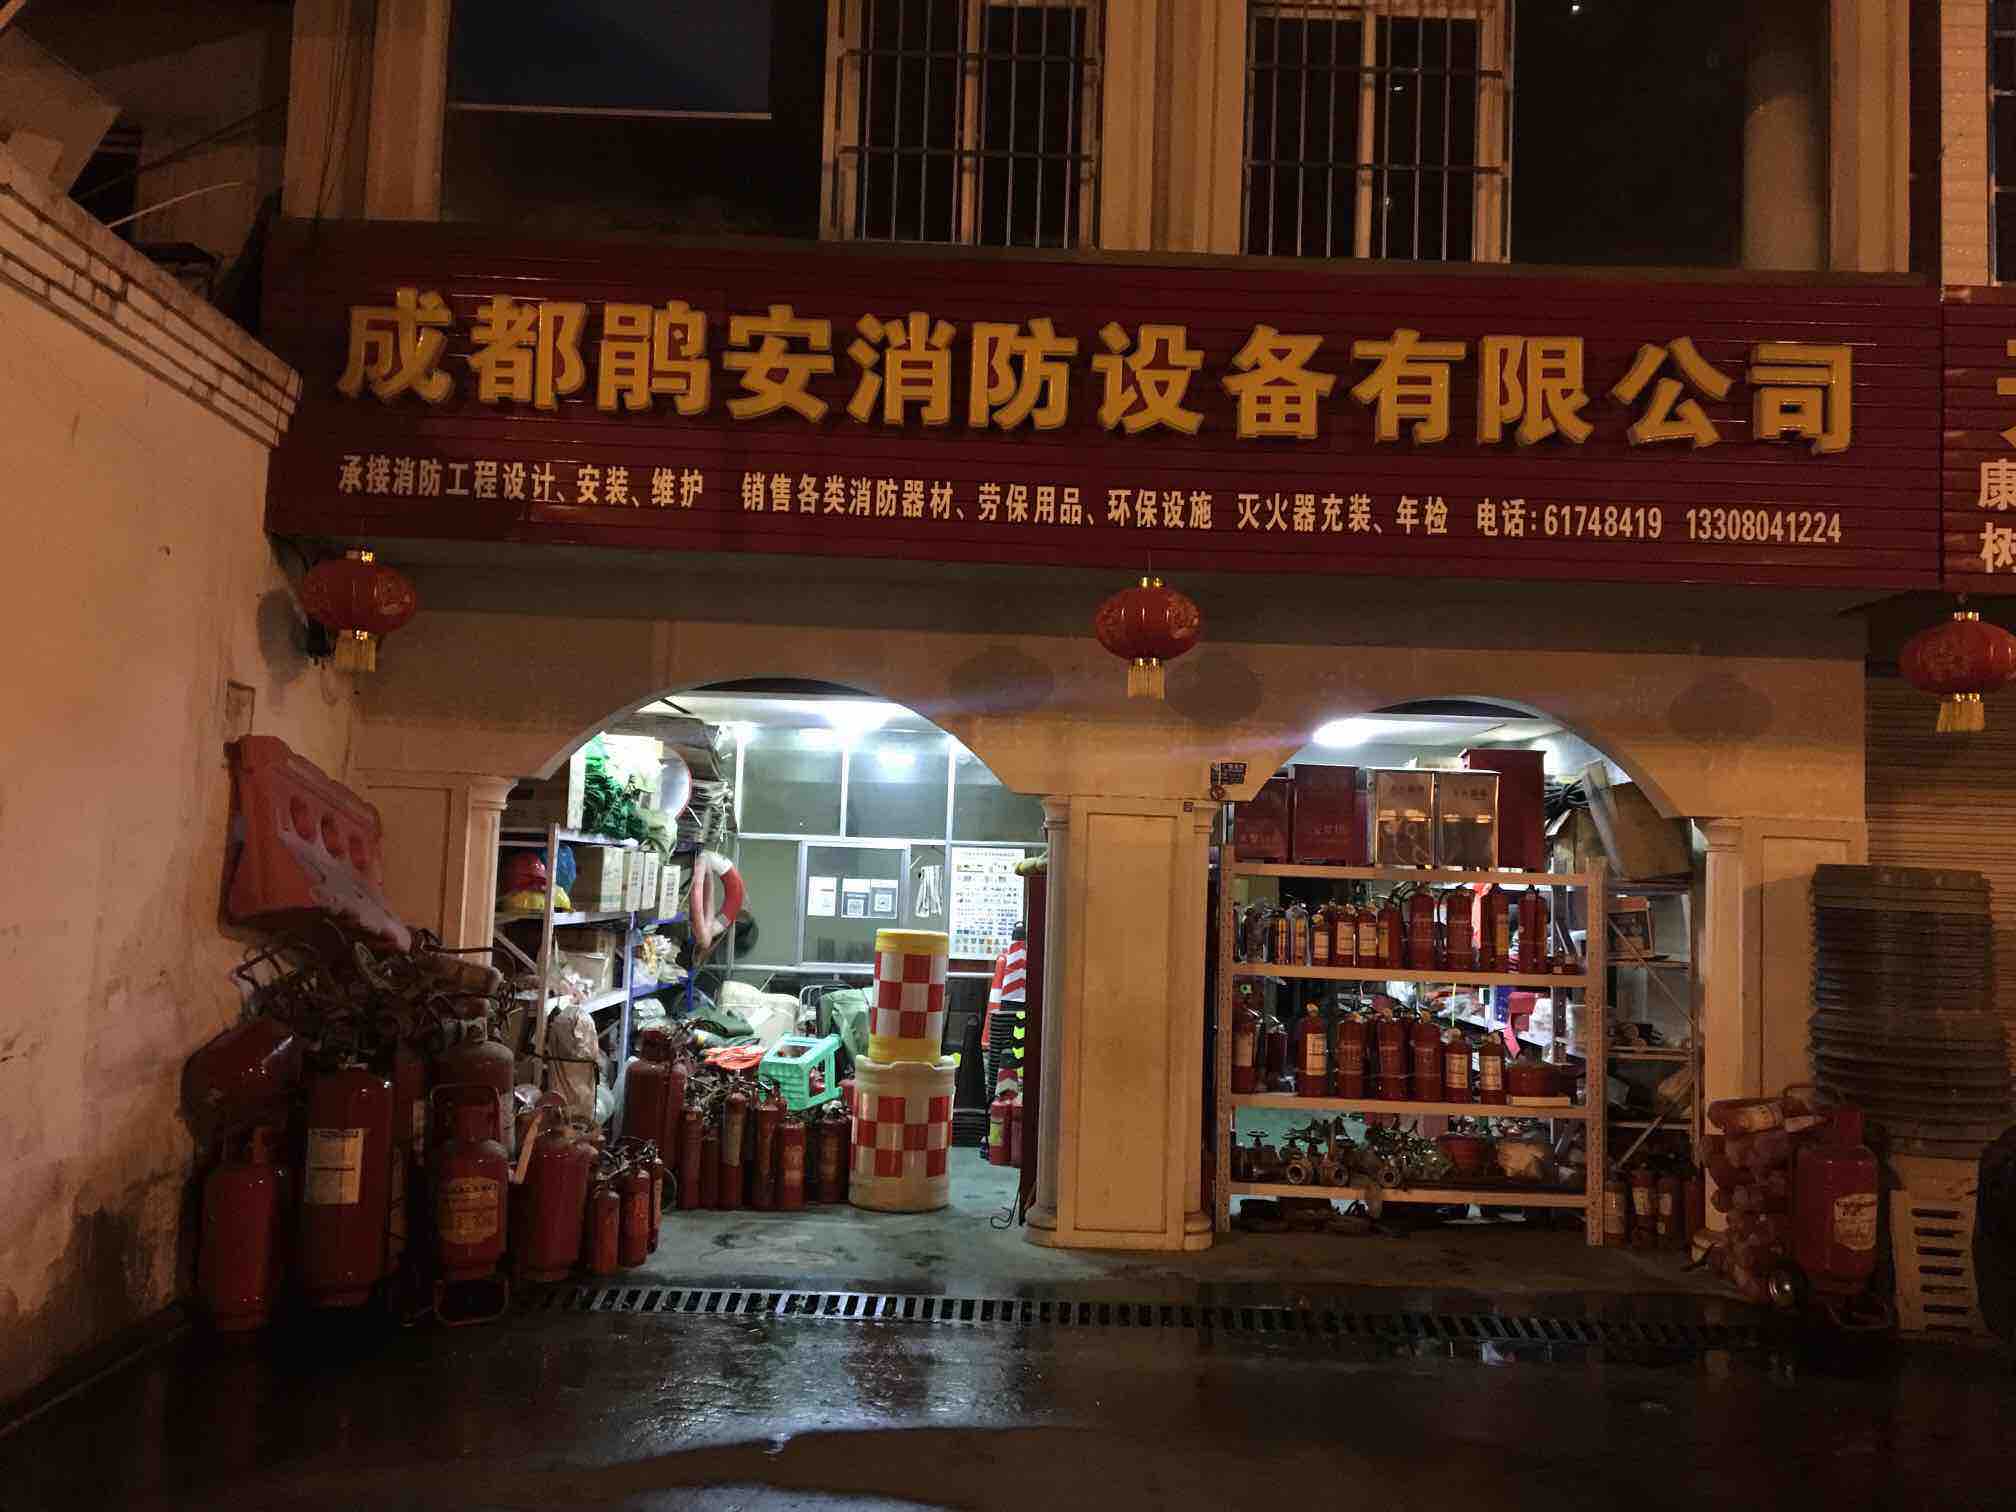 成都鹃安消防设备有限公司
承接消防工程设计、安装、维护 销售各类消防器材、劳保用品、环保设施 灭火器充装、年检 电话:61748419 13308041224
康
树